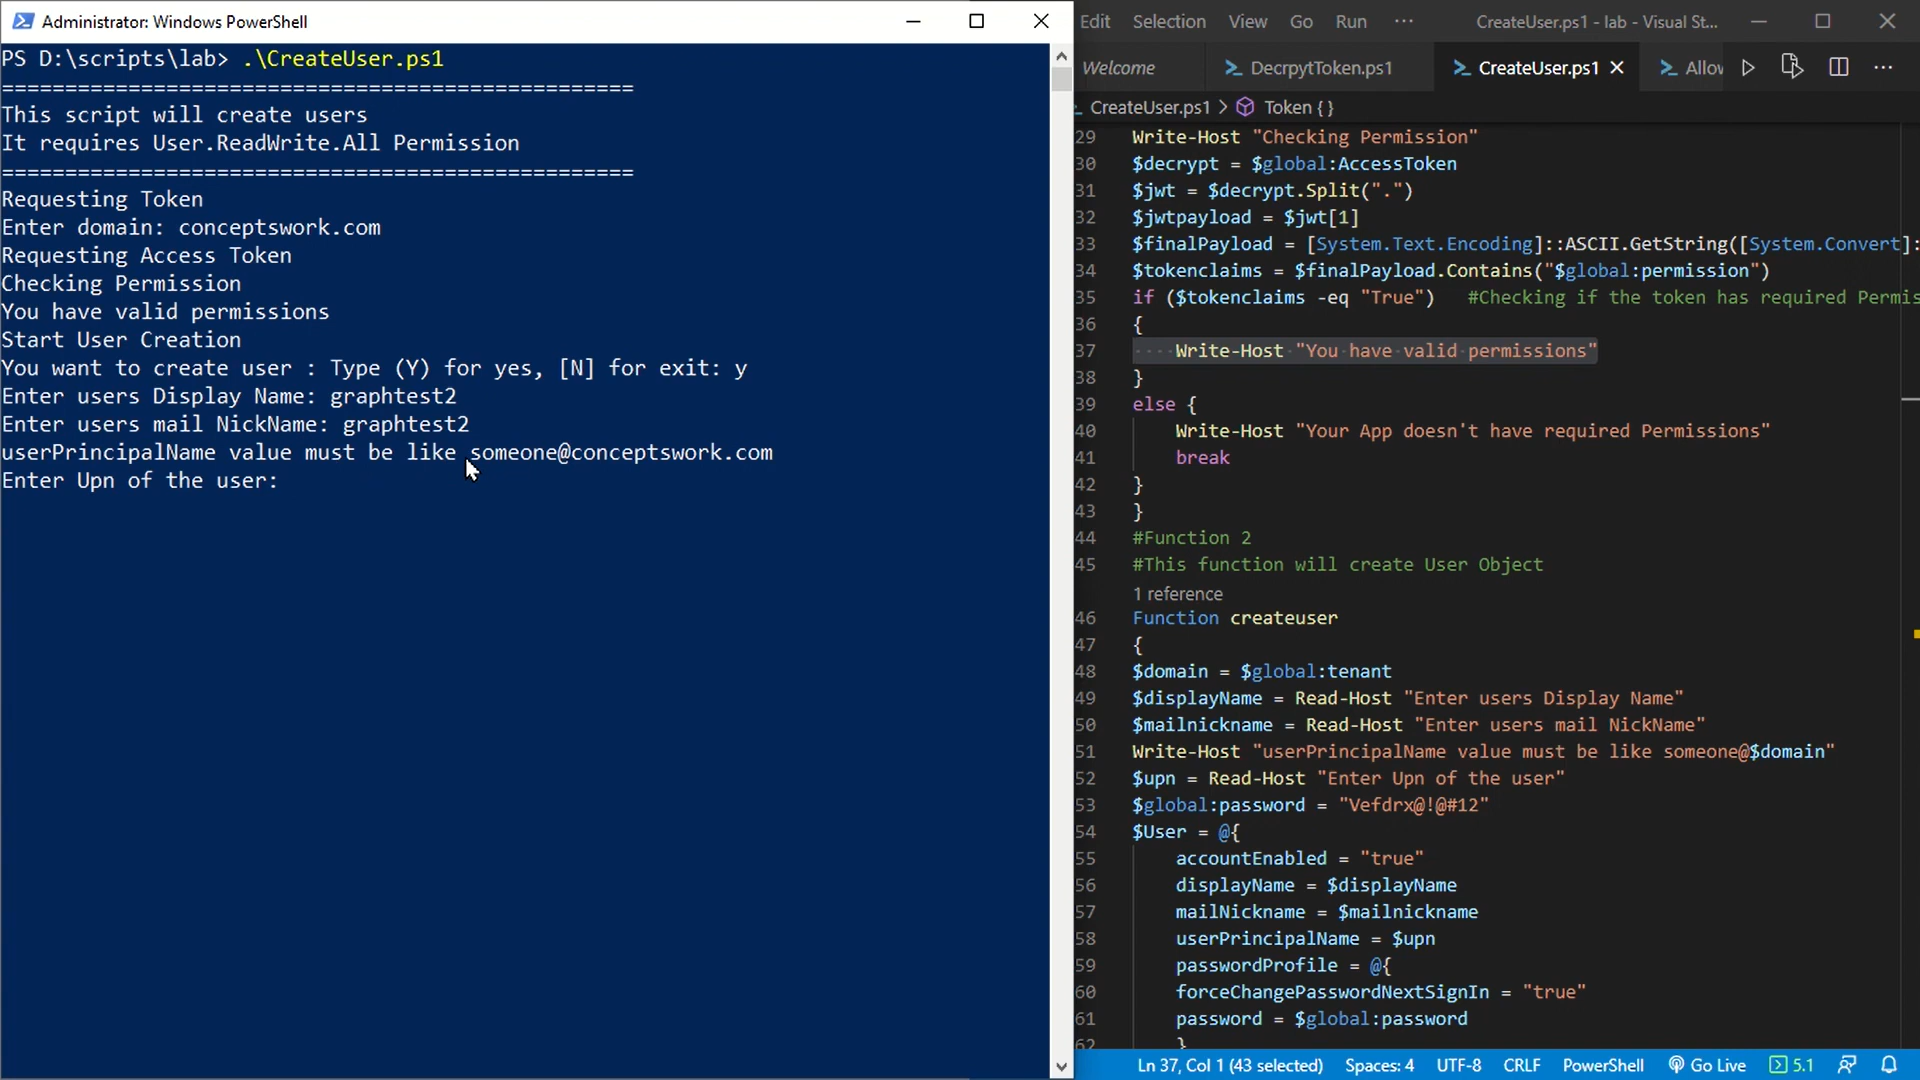 Administrator: Windows PowerShell
PS D:\scripts\lab> .\CreateUser.ps1
==================================================
This script will create users
It requires User.ReadWrite.All Permission
==================================================
Requesting Token
Enter domain: conceptswork.com
Requesting Access Token
Checking Permission
You have valid permissions
Start User Creation
You want to create user : Type (Y) for yes, [N] for exit: y
Enter users Display Name: graphtest2
Enter users mail NickName: graphtest2
userPrincipalName value must be like someone@conceptswork.com
Enter Upn of the user:
Edit Selection View Go Run ··· CreateUser.ps1 - lab - Visual St...
Welcome DecrpytToken.ps1 CreateUser.ps1 Allow
CreateUser.ps1 > Token { }
29 Write-Host "Checking Permission"
30 $decrypt = $global:AccessToken
31 $jwt = $decrypt.Split(".")
32 $jwtpayload = $jwt[1]
33 $finalPayload = [System.Text.Encoding]::ASCII.GetString([System.Convert]:
34 $tokenclaims = $finalPayload.Contains("$global:permission")
35 if ($tokenclaims -eq "True") #Checking if the token has required Permis
36 {
37 ····Write-Host·"You·have·valid·permissions"
38 }
39 else {
40 Write-Host "Your App doesn't have required Permissions"
41 break
42 }
43 }
44 #Function 2
45 #This function will create User Object
1 reference
46 Function createuser
47 {
48 $domain = $global:tenant
49 $displayName = Read-Host "Enter users Display Name"
50 $mailnickname = Read-Host "Enter users mail NickName"
51 Write-Host "userPrincipalName value must be like someone@$domain"
52 $upn = Read-Host "Enter Upn of the user"
53 $global:password = "Vefdrx@!@#12"
54 $User = @{
55 accountEnabled = "true"
56 displayName = $displayName
57 mailNickname = $mailnickname
58 userPrincipalName = $upn
59 passwordProfile = @{
60 forceChangePasswordNextSignIn = "true"
61 password = $global:password
62 }
Ln 37, Col 1 (43 selected) Spaces: 4 UTF-8 CRLF PowerShell Go Live 5.1